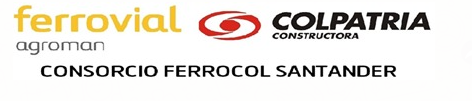 ferrovial
agroman
COLPATRIA
CONSTRUCTORA
CONSORCIO FERROCOL SANTANDER